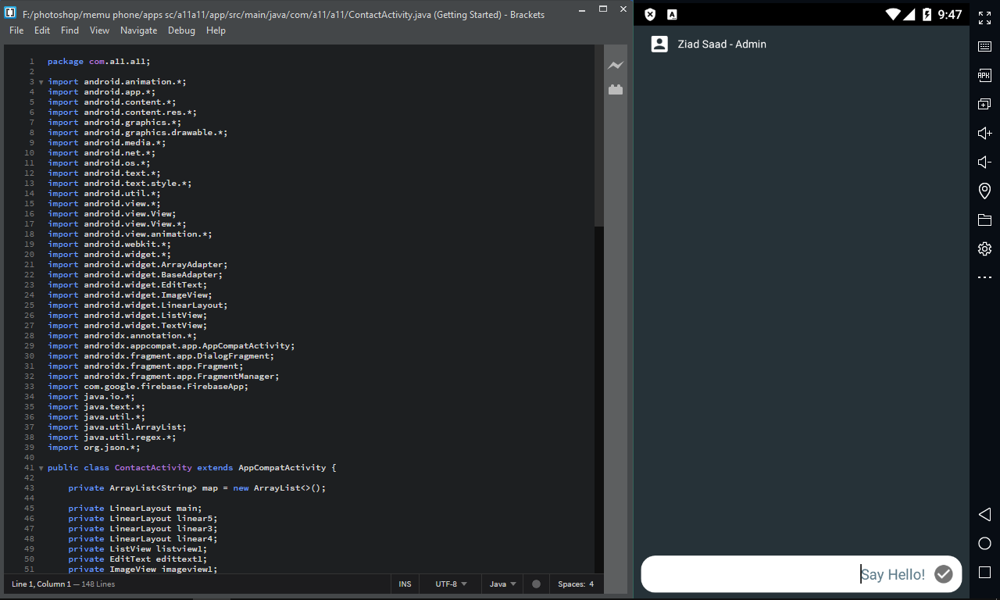 F:/photoshop/memu phone/apps sc/a11a11/app/src/main/java/com/a11/a11/ContactActivity.java (Getting Started) - Brackets
File Edit Find View Navigate Debug Help
1 package com.all.all;
2
3 import android.animation.*;
4 import android.app.*;
5 import android.content.*;
6 import android.content.res.*;
7 import android.graphics.*;
8 import android.graphics.drawable.*;
9 import android.media.*;
10 import android.net.*;
11 import android.os.*;
12 import android.text.*;
13 import android.text.style.*;
14 import android.util.*;
15 import android.view.*;
16 import android.view.View;
17 import android.view.View.*;
18 import android.view.animation.*;
19 import android.webkit.*;
20 import android.widget.*;
21 import android.widget.ArrayAdapter;
22 import android.widget.BaseAdapter;
23 import android.widget.EditText;
24 import android.widget.ImageView;
25 import android.widget.LinearLayout;
26 import android.widget.ListView;
27 import android.widget.TextView;
28 import androidx.annotation.*;
29 import androidx.appcompat.app.AppCompatActivity;
30 import androidx.fragment.app.DialogFragment;
31 import androidx.fragment.app.Fragment;
32 import androidx.fragment.app.FragmentManager;
33 import com.google.firebase.FirebaseApp;
34 import java.io.*;
35 import java.text.*;
36 import java.util.*;
37 import java.util.ArrayList;
38 import java.util.regex.*;
39 import org.json.*;
40
41 public class ContactActivity extends AppCompatActivity {
42
43 private ArrayList<String> map = new ArrayList<>();
44
45 private LinearLayout main;
46 private LinearLayout linear5;
47 private LinearLayout linear3;
48 private LinearLayout linear4;
49 private ListView listview1;
50 private EditText edittext1;
51 private ImageView imageview1;
Line 1, Column 1 — 148 Lines INS UTF-8 Java Spaces: 4
A 9:47
Ziad Saad - Admin
Say Hello!
APK